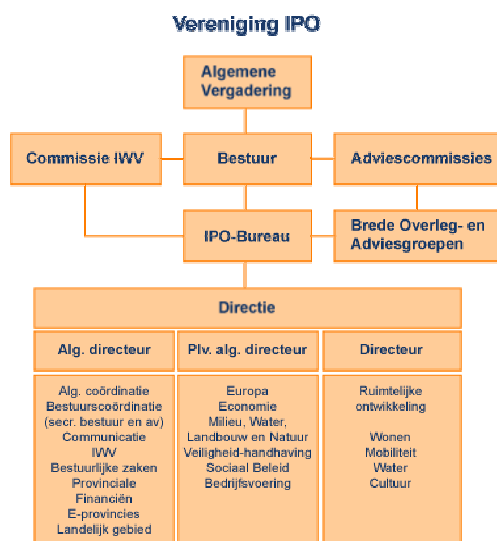 Vereniging IPO
Algemene
Vergadering
Commissie IWV
Bestuur
Adviescommissies
IPO-Bureau
Brede Overleg- en
Adviesgroepen
Directie
Alg. directeur
Plv. alg. directeur
Directeur
Alg. coördinatie
Bestuurscoördinatie
(secr. bestuur en av)
Communicatie
IWV
Bestuurlijke zaken
Provinciale
Financiën
E-provincies
Landelijk gebied
Europa
Economie
Milieu, Water,
Landbouw en Natuur
Veiligheid-handhaving
Sociaal Beleid
Bedrijfsvoering
Ruimtelijke
ontwikkeling
Wonen
Mobiliteit
Water
Cultuur